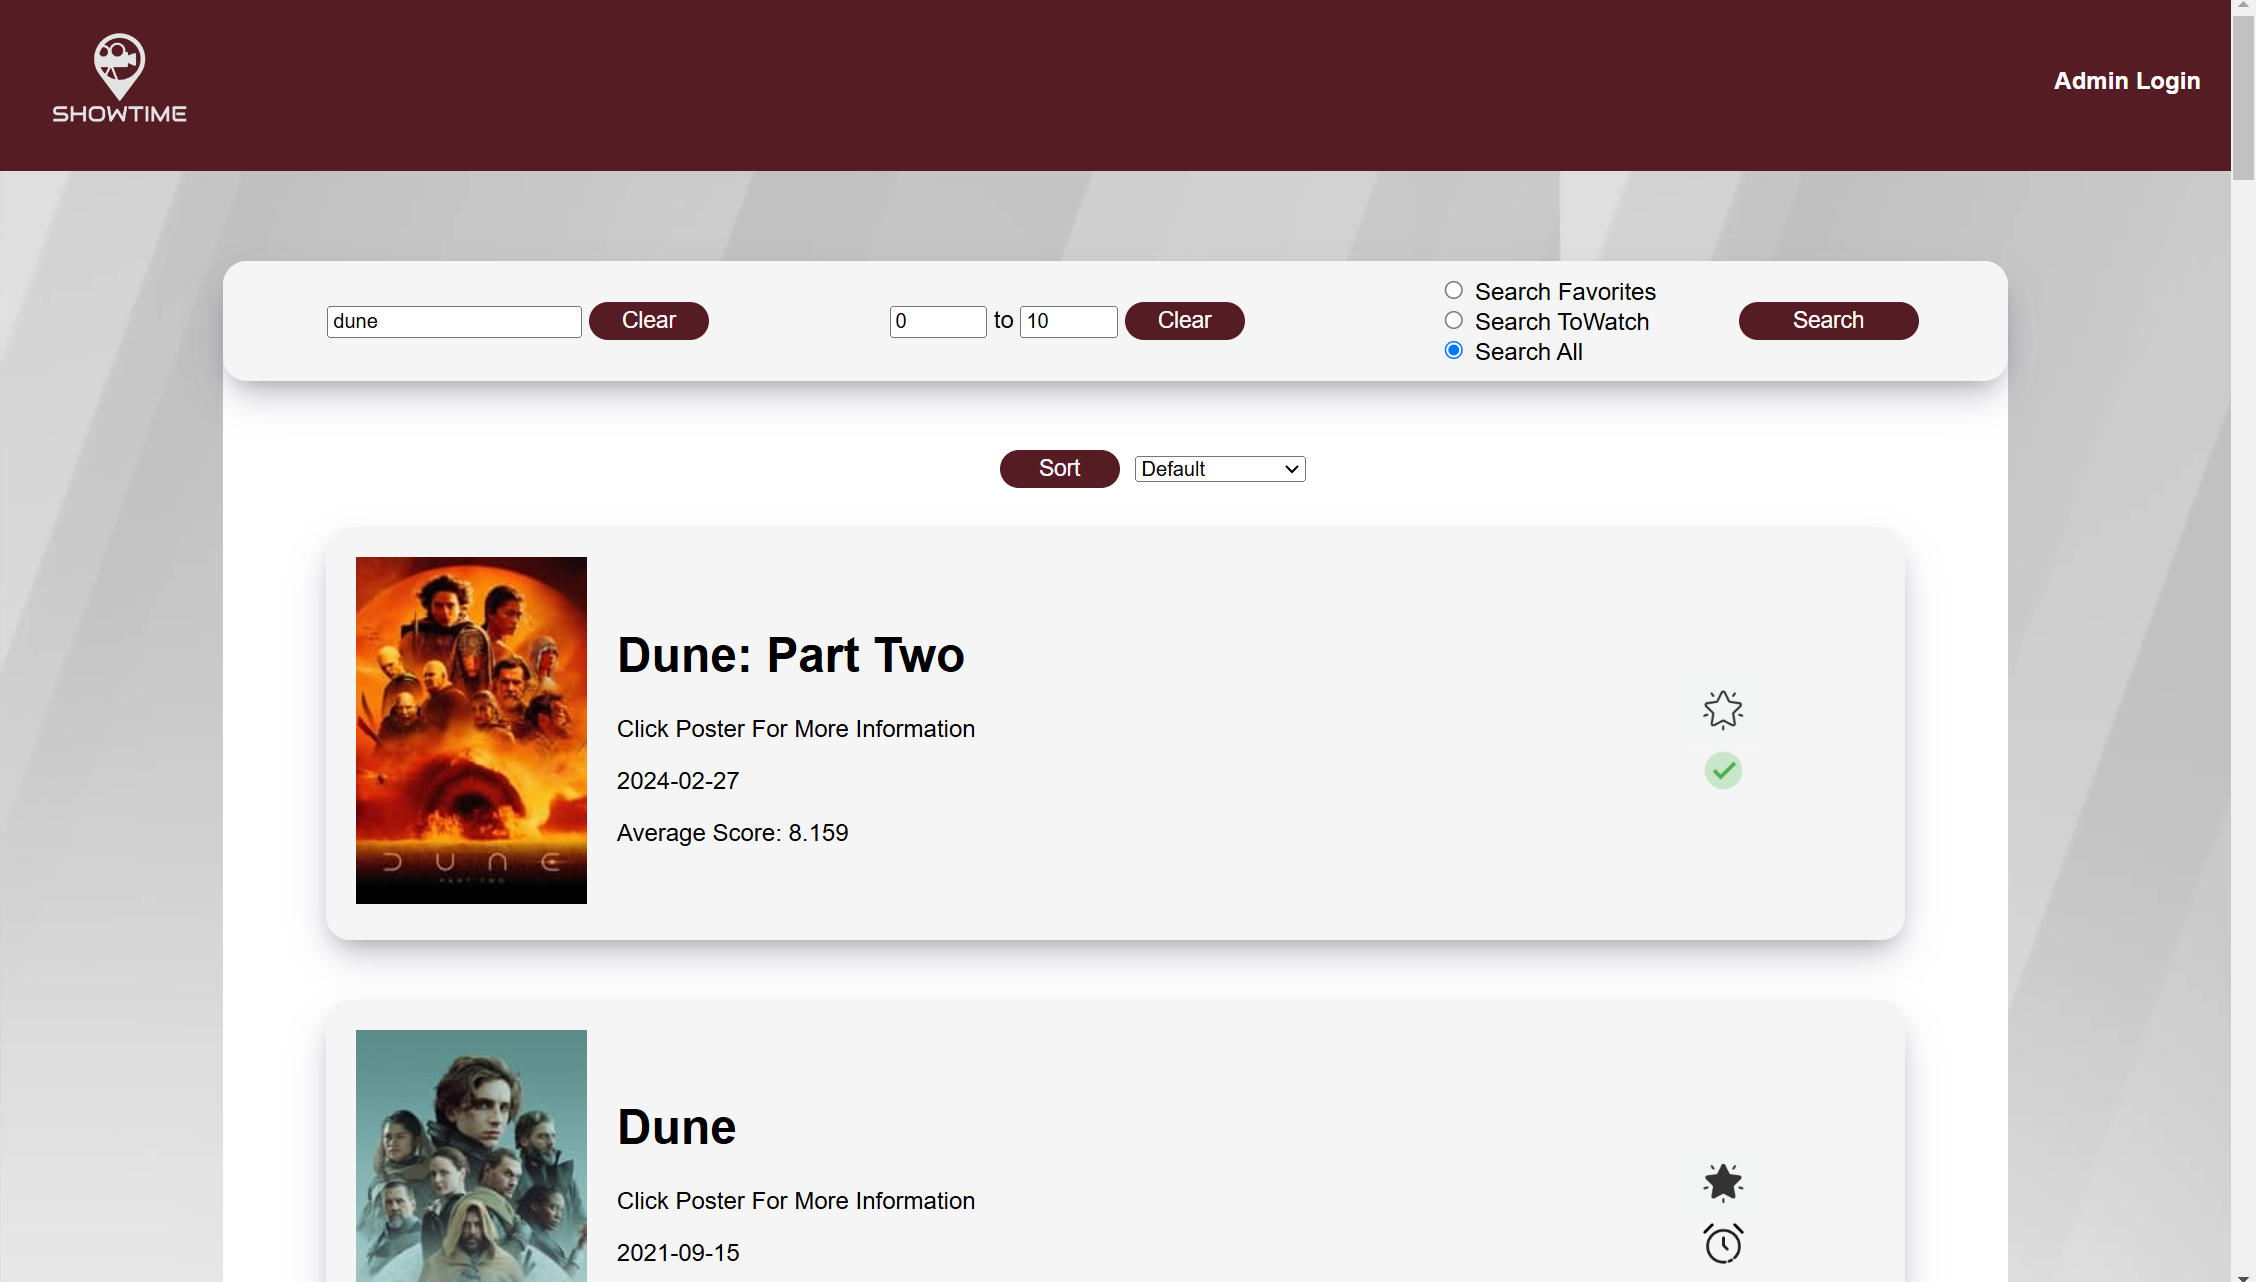 SHOWTIME
Admin Login
dune Clear 0 to 10 Clear
Search Favorites
Search ToWatch
Search All
Search
Sort Default
Dune: Part Two
Click Poster For More Information
2024-02-27
Average Score: 8.159
DUNE
PART TWO
Dune
Click Poster For More Information
2021-09-15